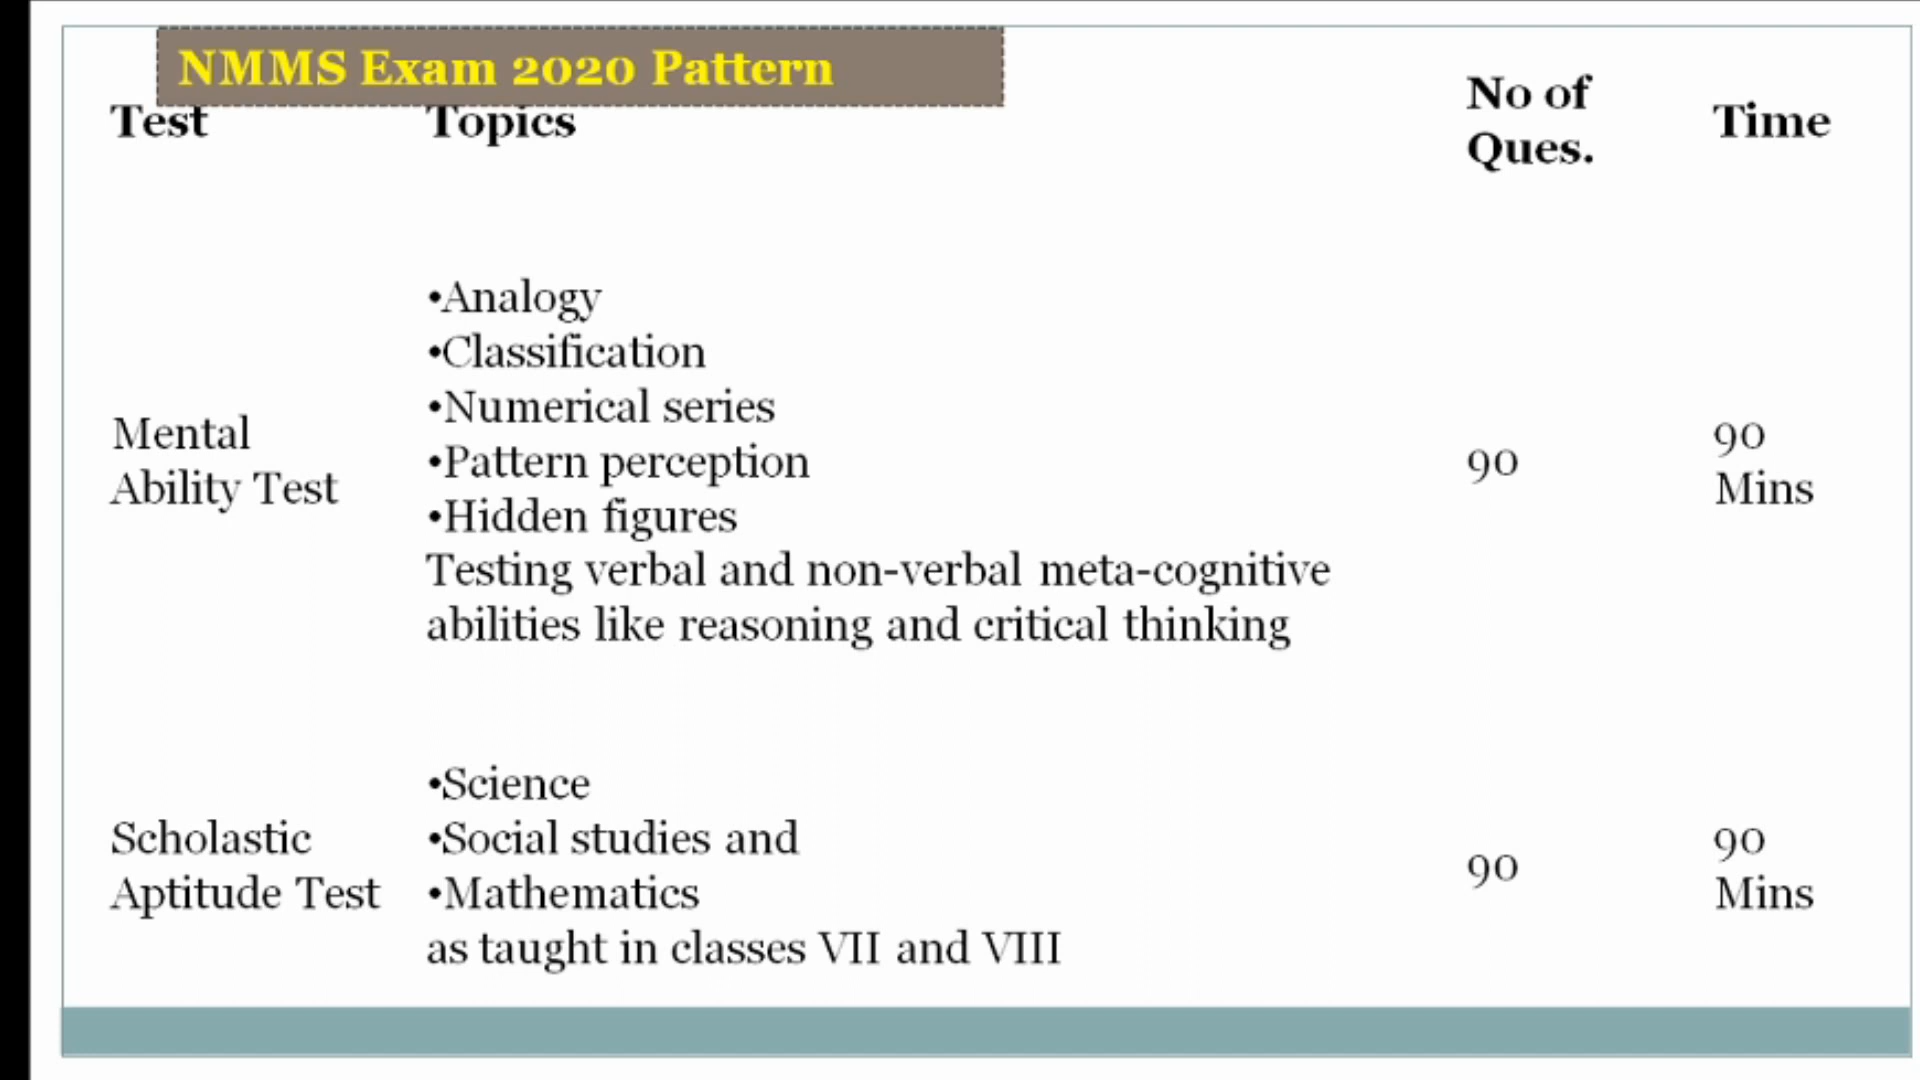 NMMS Exam 2020 Pattern
Test
Topics
No of
Ques.
Time
Mental
Ability Test
•Analogy
•Classification
•Numerical series
•Pattern perception
•Hidden figures
Testing verbal and non-verbal meta-cognitive
abilities like reasoning and critical thinking
90
90
Mins
Scholastic
Aptitude Test
•Science
•Social studies and
•Mathematics
as taught in classes VII and VIII
90
90
Mins